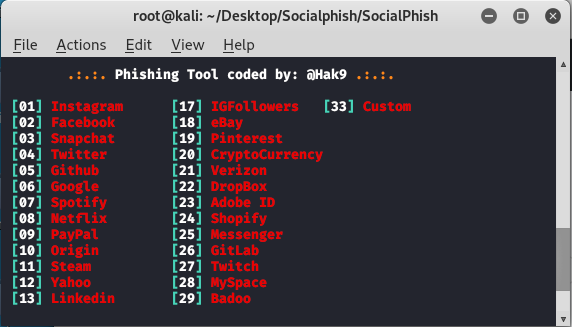 root@kali: ~/Desktop/Socialphish/SocialPhish
File Actions Edit View Help
.:.:. Phishing Tool coded by: @Hak9 .:.:.
[01] Instagram [17] IGFollowers [33] Custom
[02] Facebook [18] eBay
[03] Snapchat [19] Pinterest
[04] Twitter [20] CryptoCurrency
[05] Github [21] Verizon
[06] Google [22] DropBox
[07] Spotify [23] Adobe ID
[08] Netflix [24] Shopify
[09] PayPal [25] Messenger
[10] Origin [26] GitLab
[11] Steam [27] Twitch
[12] Yahoo [28] MySpace
[13] Linkedin [29] Badoo